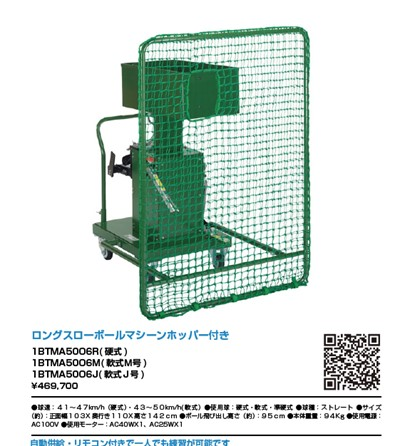 ロングスローボールマシーンホッパー付き
1BTMA5006R(硬式)
1BTMA5006M(軟式M号)
1BTMA5006J(軟式J号)
¥469,700
●球速:41〜47km/h(硬式)・43〜50km/h(軟式) ●使用球:硬式・軟式・準硬式 ●球種:ストレート ●サイズ
(約):正面幅103X奥行き110X高さ142cm ●ボール飛び出し高さ(約):95cm ●本体重量:94Kg ●使用電源:
AC100V ●使用モーター:AC40WX1、AC25WX1
自動供給・リモコン付きで一人でも練習が可能です